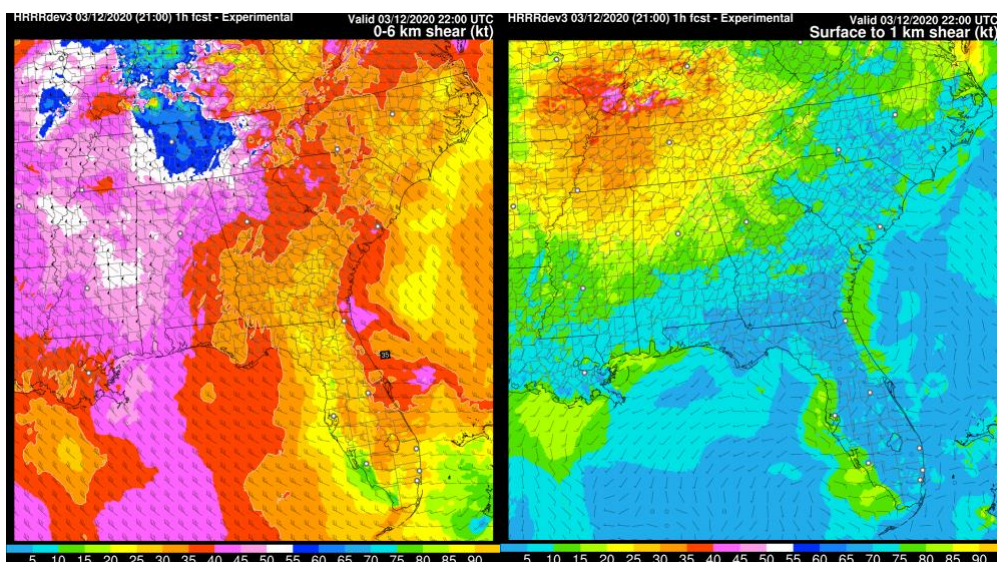 HRRRdev3 03/12/2020 (21:00) 1h fcst - Experimental
Valid 03/12/2020 22:00 UTC
0-6 km shear (kt)
35
5 10 15 20 25 30 35 40 45 50 55 60 65 70 75 80 85 90
HRRRdev3 03/12/2020 (21:00) 1h fcst - Experimental
Valid 03/12/2020 22:00 UTC
Surface to 1 km shear (kt)
5 10 15 20 25 30 35 40 45 50 55 60 65 70 75 80 85 90